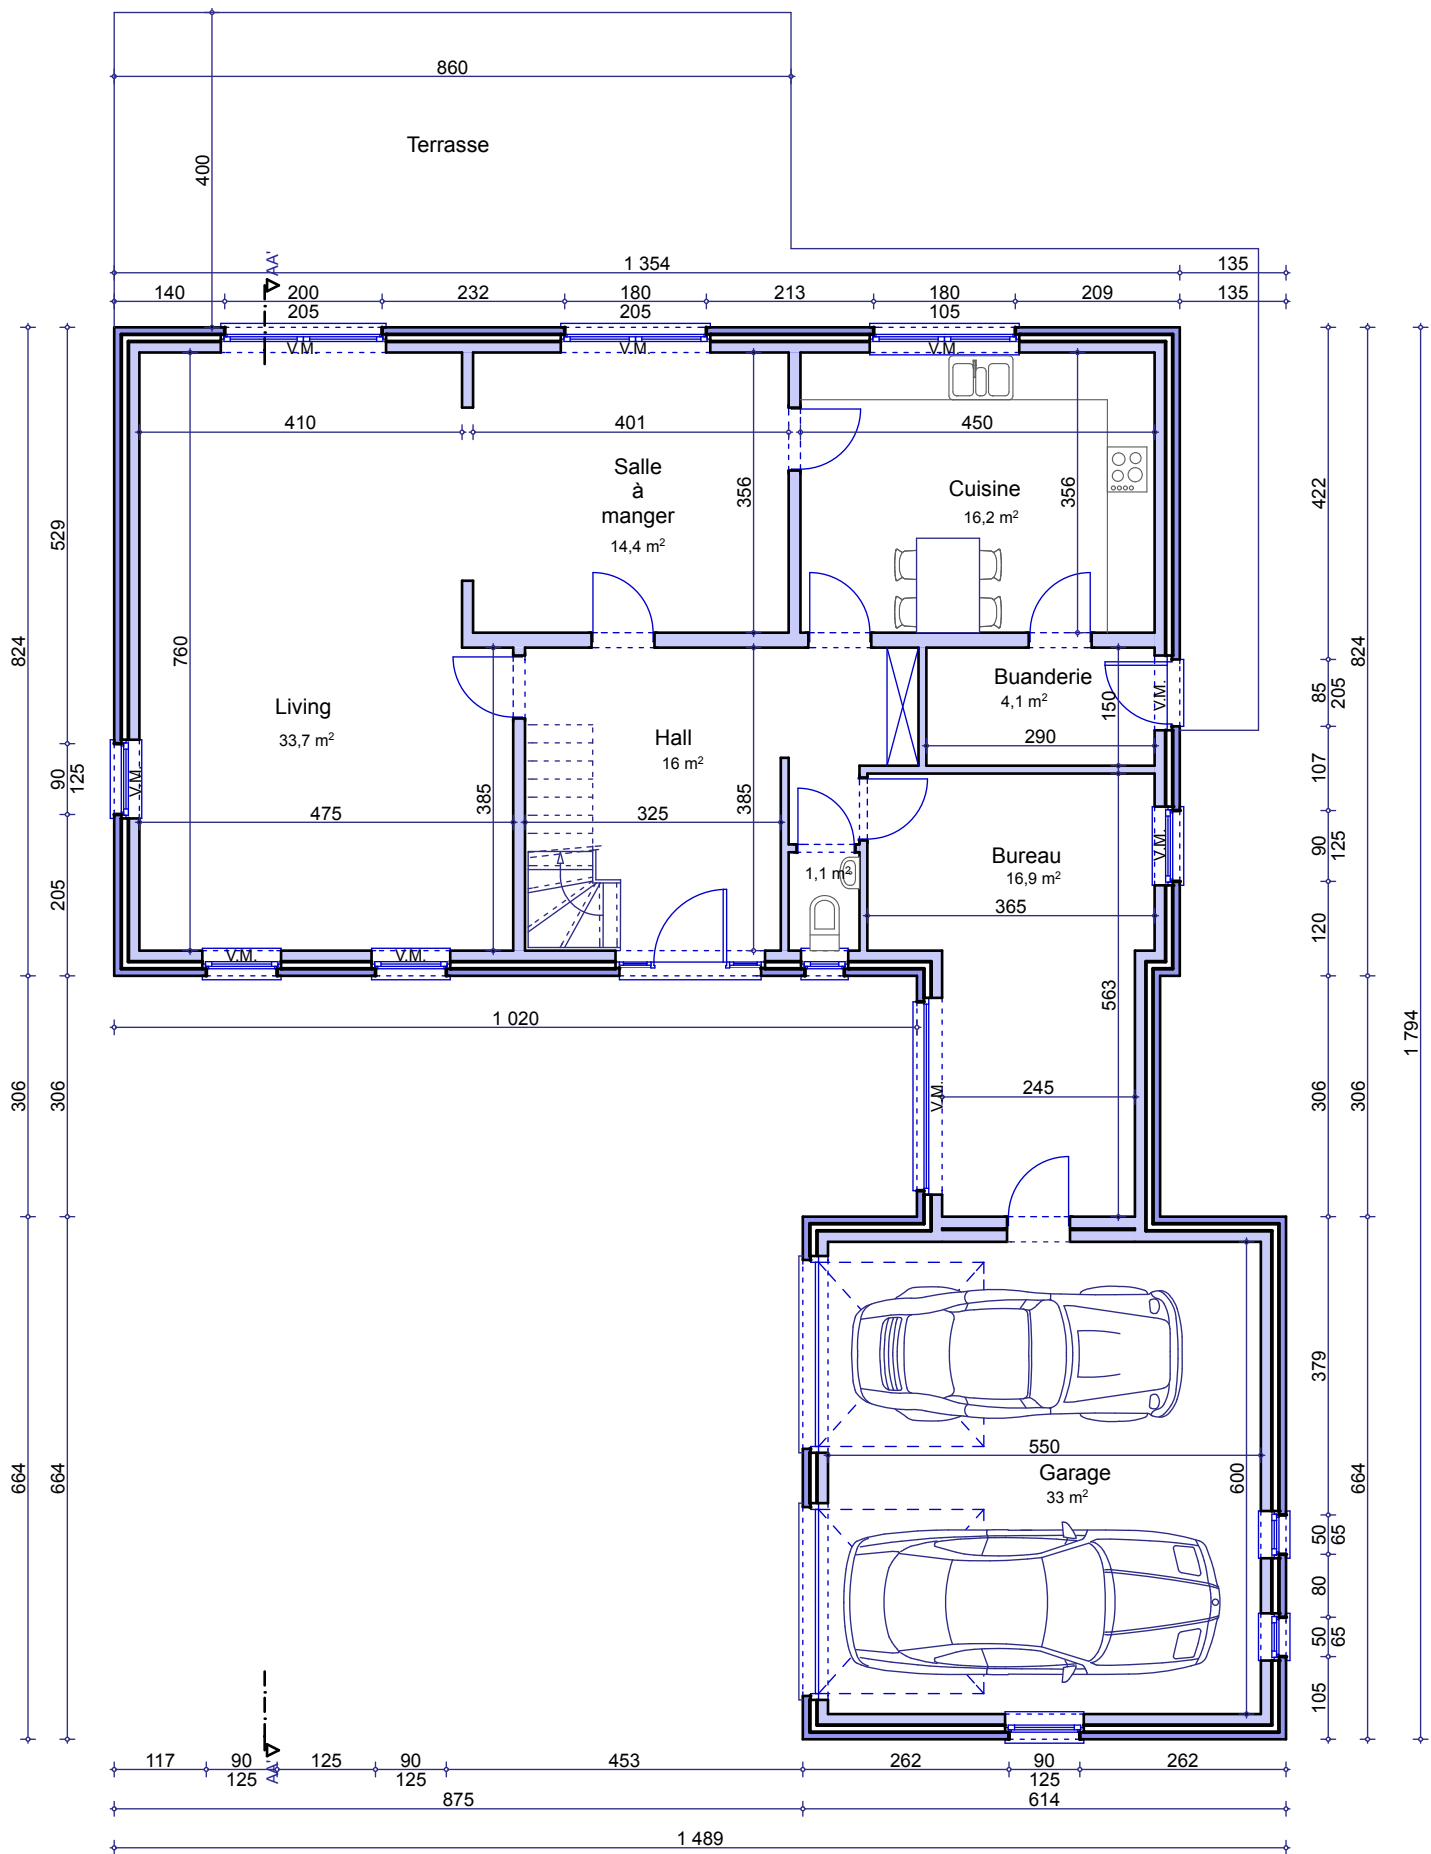 860
Terrasse
400
AA'
1 354
135
140
200
232
180
213
180
209
135
205
205
105
V.M.
V.M.
V.M.
410
401
450
Salle
à
manger
14,4 m²
356
Cuisine
16,2 m²
356
422
529
824
760
Living
33,7 m²
Hall
16 m²
Buanderie
4,1 m²
150
V.M.
290
85
205
824
107
90
125
V.M.
475
385
325
385
1,1 m²
Bureau
16,9 m²
365
V.M.
90
125
205
120
V.M.
V.M.
1 020
563
1 794
306
306
V.M.
245
306
306
379
550
Garage
33 m²
600
664
664
664
50
65
80
50
65
105
AA'
117
90
125
90
453
262
90
262
125
125
125
875
614
1 489